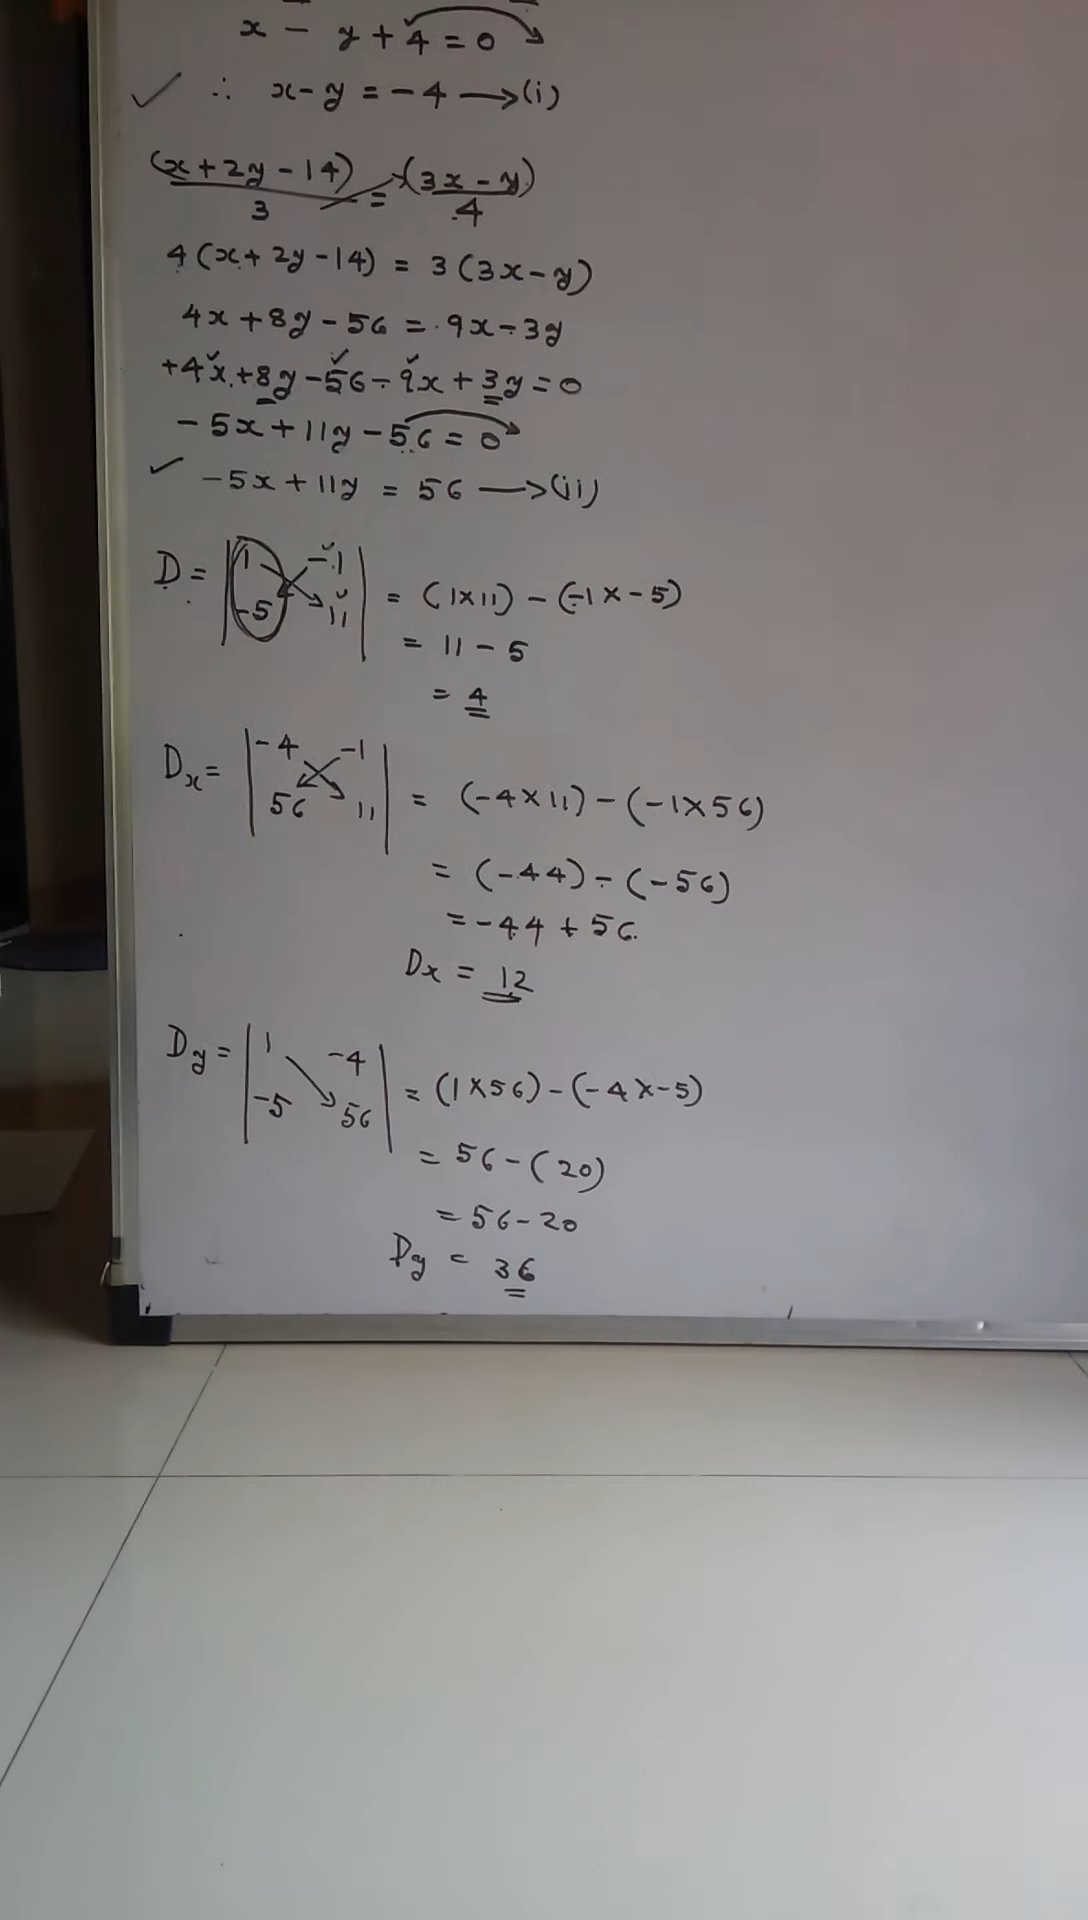 x - y + 4 = 0
∴ x - y = -4 → (i)
(x + 2y - 14) / 3 = (3x - y) / 4
4 (x + 2y - 14) = 3 (3x - y)
4x + 8y - 56 = 9x - 3y
+4x + 8y - 56 - 9x + 3y = 0
-5x + 11y - 56 = 0
-5x + 11y = 56 → (ii)
D = | 1 -1 | = (1 × 11) - (-1 × -5)
| -5 11 |
= 11 - 5
= 4
Dx = | -4 -1 | = (-4 × 11) - (-1 × 56)
| 56 11 |
= (-44) - (-56)
= -44 + 56
Dx = 12
Dy = | 1 -4 | = (1 × 56) - (-4 × -5)
| -5 56 |
= 56 - (20)
= 56 - 20
Dy = 36